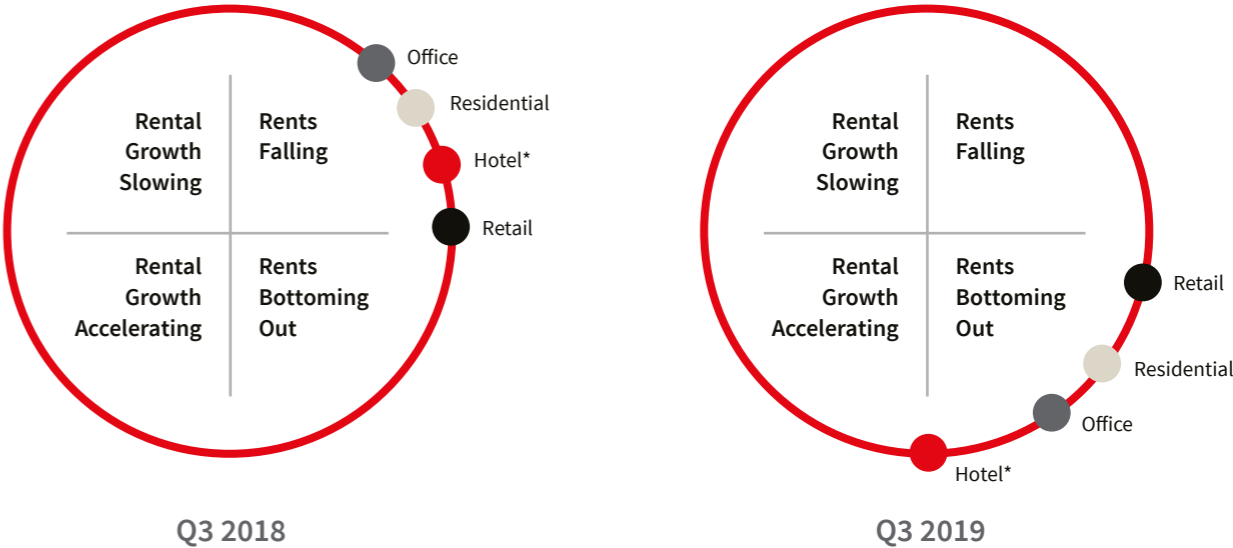 Office
Residential
Hotel*
Retail
Rental
Growth
Slowing
Rents
Falling
Rental
Growth
Accelerating
Rents
Bottoming
Out
Q3 2018
Rental
Growth
Slowing
Rents
Falling
Rental
Growth
Accelerating
Rents
Bottoming
Out
Retail
Residential
Office
Hotel*
Q3 2019